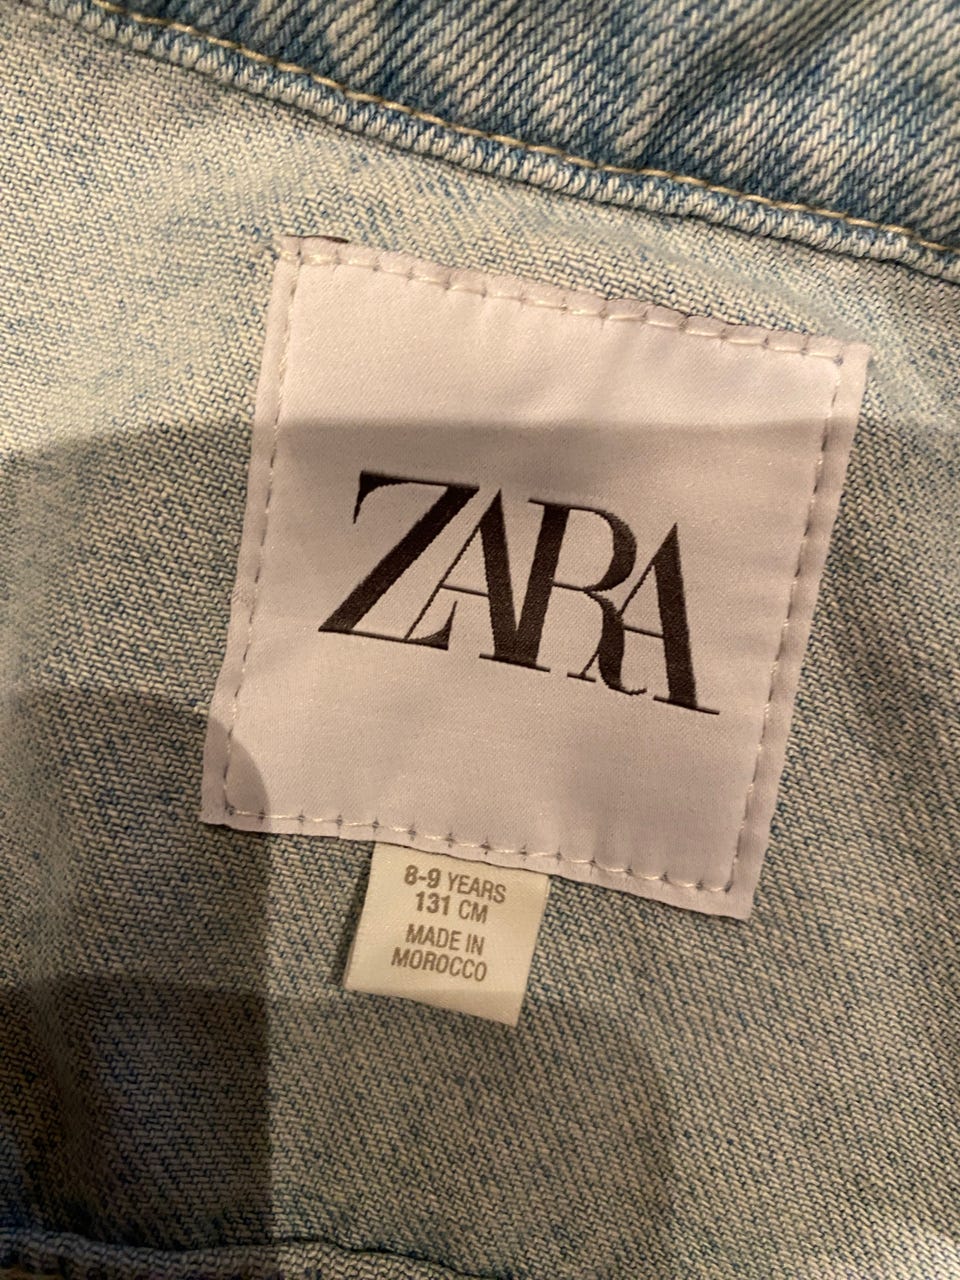 ZARA
8-9 YEARS
131 CM
MADE IN
MOROCCO